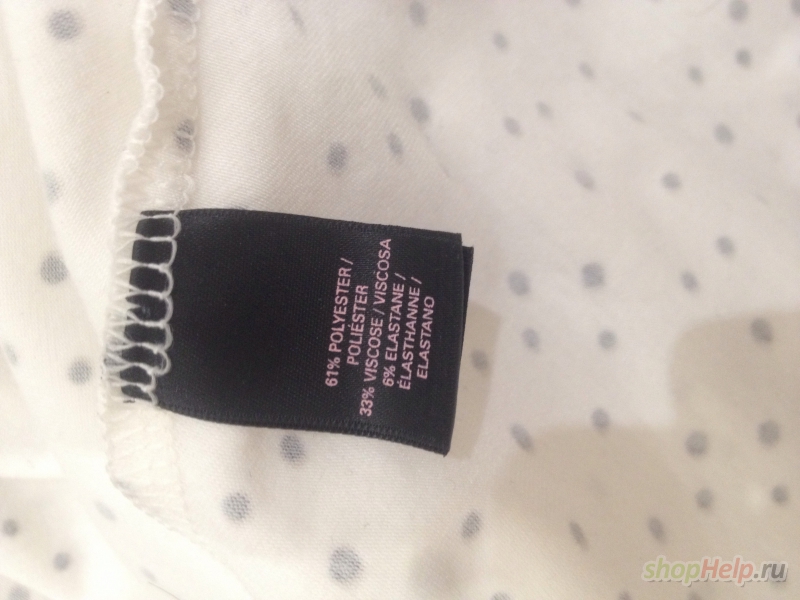 61% POLYESTER /
POLIÉSTER
33% VISCOSE / VISCOSA
6% ELASTANE /
ÉLASTHANNE /
ELASTANO
shopHelp.ru